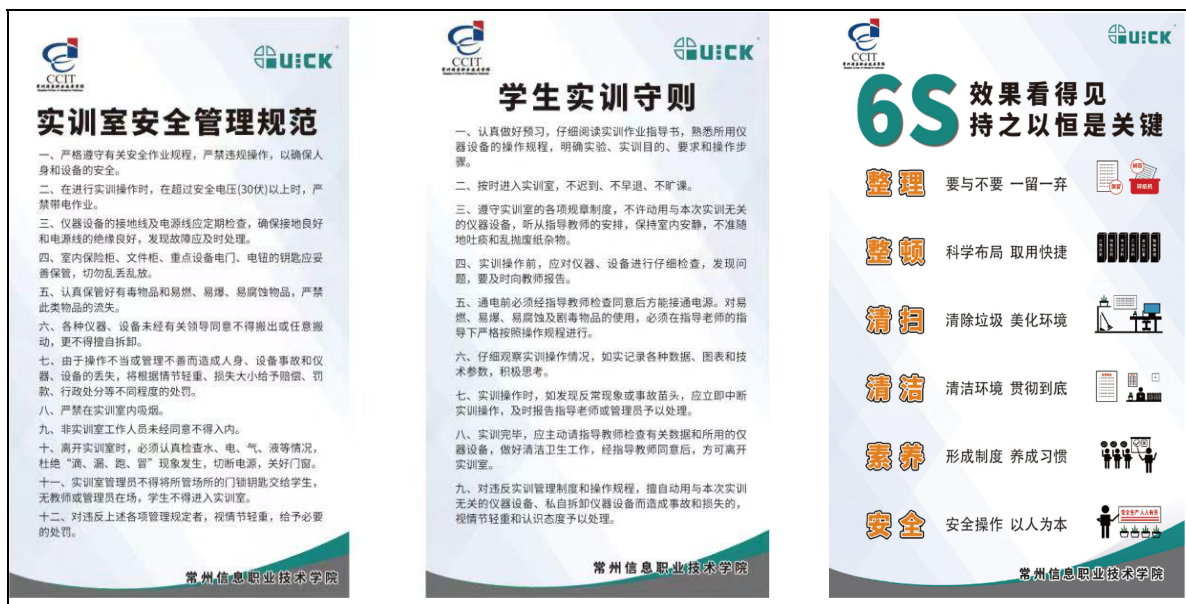 CCIT
QUICK
实训室安全管理规范
一、严格遵守有关安全作业规程，严禁违规操作，以确保人
身和设备的安全。
二、在进行实训操作时，在超过安全电压(30伏)以上时，严
禁带电作业。
三、仪器设备的接地线及电源线应定期检查，确保接地良好
和电源线的绝缘良好，发现故障应及时处理。
四、室内保险柜、文件柜、重点设备电门、电钮的钥匙应妥
善保管，切勿乱丢乱放。
五、认真保管好有毒物品和易燃、易爆、易腐蚀物品，严禁
此类物品的流失。
六、各种仪器、设备未经有关领导同意不得搬出或任意搬
动，更不得擅自拆卸。
七、由于操作不当或管理不善而造成人身、设备事故和仪
器、设备的丢失，将根据情节轻重、损失大小给予赔偿、罚
款、行政处分等不同程度的处罚。
八、严禁在实训室内吸烟。
九、非实训室工作人员未经同意不得入内。
十、离开实训室时，必须认真检查水、电、气、液等情况，
杜绝“滴、漏、跑、冒”现象发生，切断电源，关好门窗。
十一、实训室管理员不得将所管场所的门锁钥匙交给学生，
无教师或管理员在场，学生不得进入实训室。
十二、对违反上述各项管理规定者，视情节轻重，给予必要
的处罚。
常州信息职业技术学院
CCIT
QUICK
学生实训守则
一、认真做好预习，仔细阅读实训作业指导书，熟悉所用仪
器设备的操作规程，明确实验、实训目的、要求和操作步
骤。
二、按时进入实训室，不迟到、不早退、不旷课。
三、遵守实训室的各项规章制度，不许动用与本次实训无关
的仪器设备，听从指导教师的安排，保持室内安静，不准随
地吐痰和乱抛废纸杂物。
四、实训操作前，应对仪器、设备进行仔细检查，发现问
题，要及时向教师报告。
五、通电前必须经指导教师检查同意后方能接通电源。对易
燃、易爆、易腐蚀及剧毒物品的使用，必须在指导老师的指
导下严格按照操作规程进行。
六、仔细观察实训操作情况，如实记录各种数据、图表和技
术参数，积极思考。
七、实训操作时，如发现反常现象或事故苗头，应立即中断
实训操作，及时报告指导老师或管理员予以处理。
八、实训完毕，应主动请指导教师检查有关数据和所用的仪
器设备，做好清洁卫生工作，经指导教师同意后，方可离开
实训室。
九、对违反实训管理制度和操作规程，擅自动用与本次实训
无关的仪器设备、私自拆卸仪器设备而造成事故和损失的，
视情节轻重和认识态度予以处理。
常州信息职业技术学院
CCIT
QUICK
6S 效果看得见
持之以恒是关键
整理 要与不要 一留一弃
整顿 科学布局 取用快捷
清扫 清除垃圾 美化环境
清洁 清洁环境 贯彻到底
素养 形成制度 养成习惯
安全 安全操作 以人为本
安全生产 人人有责
常州信息职业技术学院